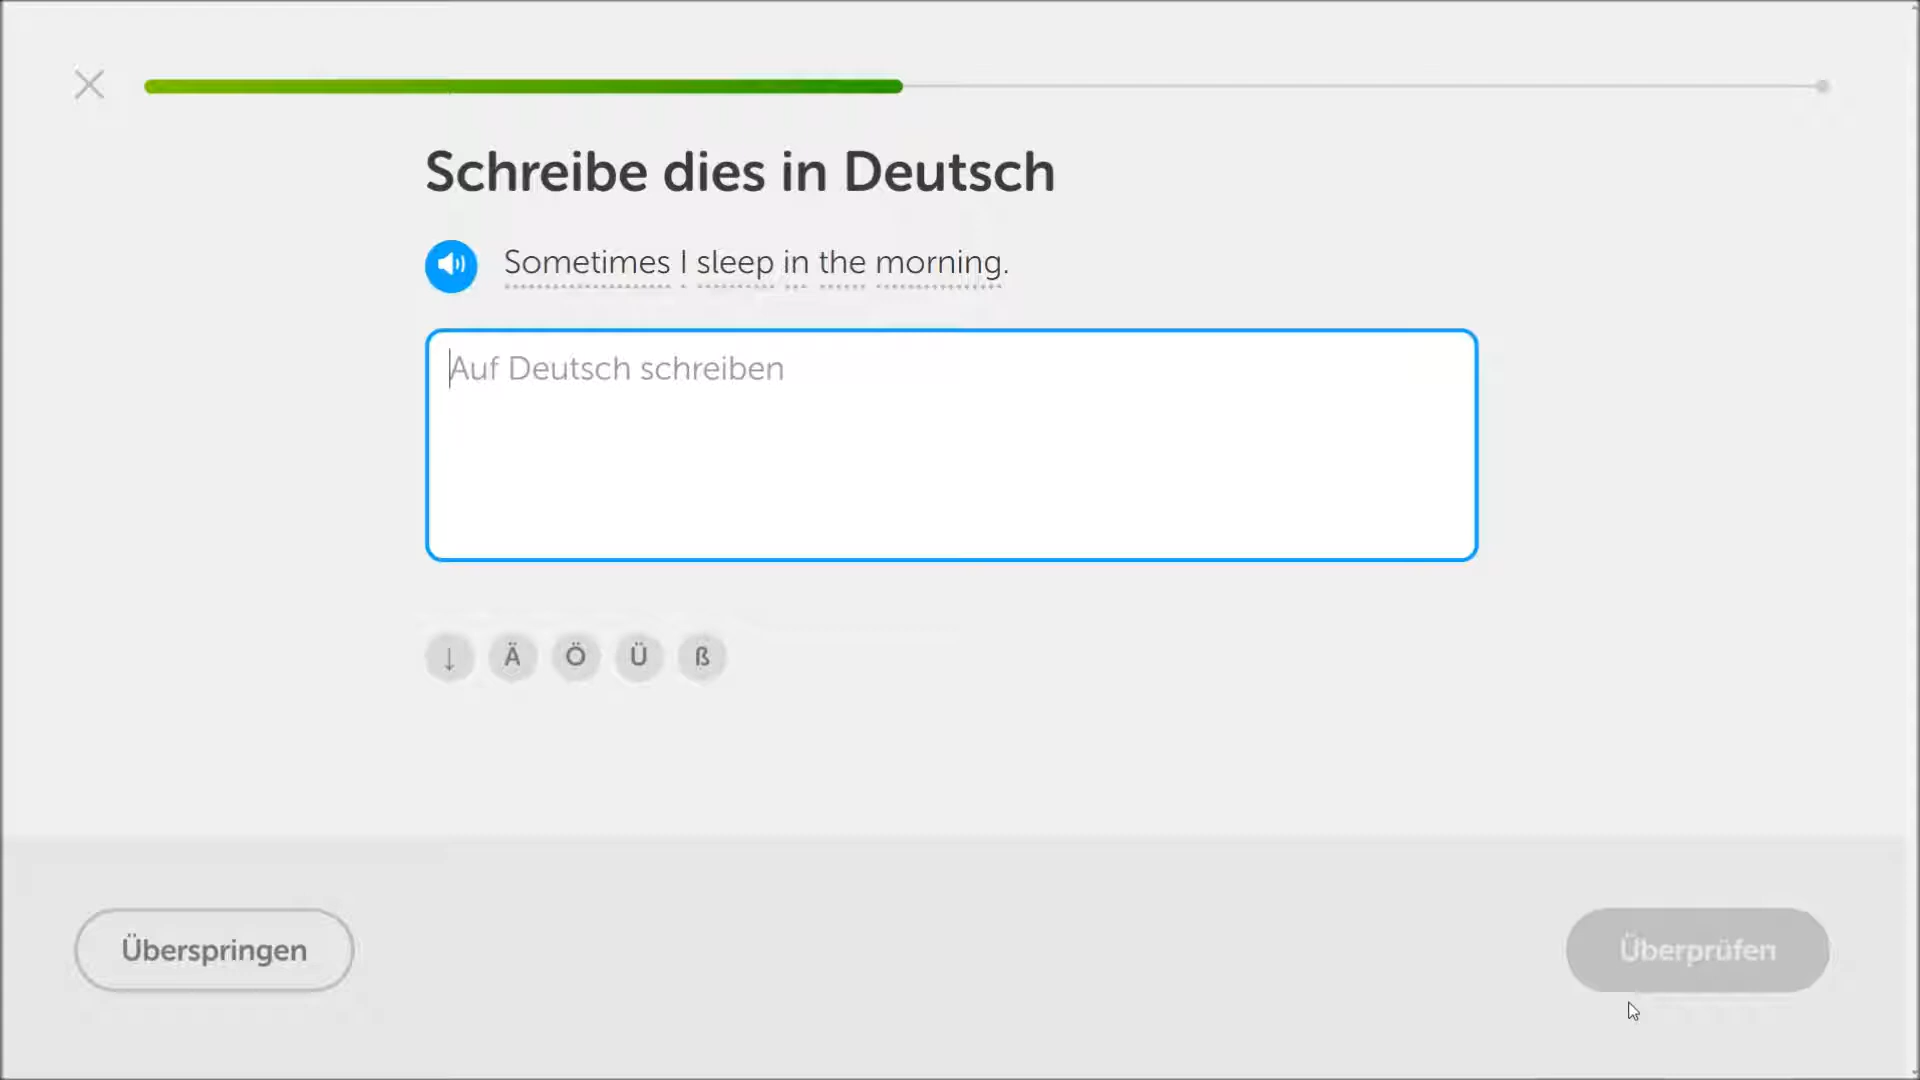 Schreibe dies in Deutsch
Sometimes I sleep in the morning.
Auf Deutsch schreiben
↓ Ä Ö Ü ß
Überspringen
Überprüfen